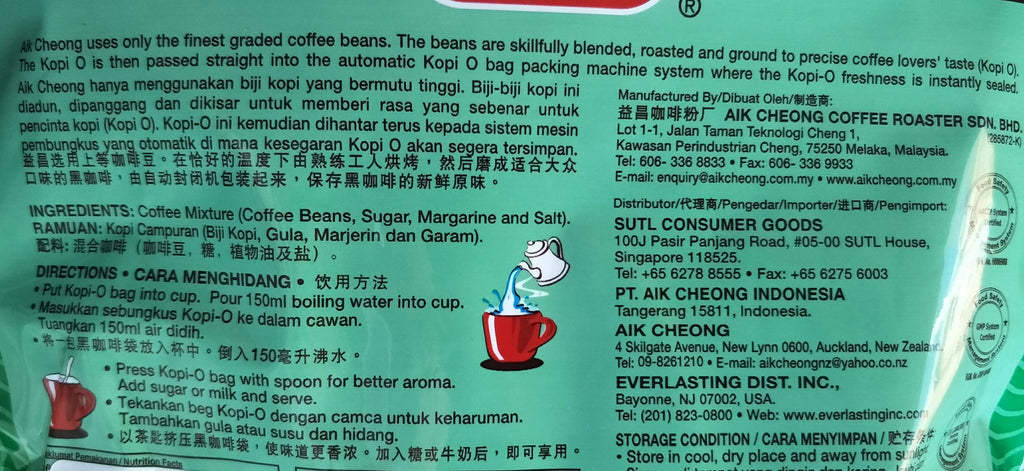 ®
Aik Cheong uses only the finest graded coffee beans. The beans are skillfully blended, roasted and ground to precise coffee lovers' taste (Kopi O).
The Kopi O is then passed straight into the automatic Kopi O bag packing machine system where the Kopi-O freshness is instantly sealed.
Aik Cheong hanya menggunakan biji kopi yang bermutu tinggi. Biji-biji kopi ini
diadun, dipanggang dan dikisar untuk memberi rasa yang sebenar untuk
pencinta kopi (Kopi O). Kopi-O ini kemudian dihantar terus kepada sistem mesin
pembungkus yang otomatik di mana kesegaran Kopi O akan segera tersimpan.
益昌选用上等咖啡豆。在恰好的温度下由熟练工人烘烤，然后磨成适合大众
口味的黑咖啡，由自动封闭机包装起来，保存黑咖啡的新鲜原味。
INGREDIENTS: Coffee Mixture (Coffee Beans, Sugar, Margarine and Salt).
RAMUAN: Kopi Campuran (Biji Kopi, Gula, Marjerin dan Garam).
配料: 混合咖啡（咖啡豆, 糖, 植物油及盐）。
DIRECTIONS • CARA MENGHIDANG • 饮用方法
• Put Kopi-O bag into cup. Pour 150ml boiling water into cup.
• Masukkan sebungkus Kopi-O ke dalam cawan.
Tuangkan 150ml air didih.
• 将一包黑咖啡袋放入杯中。倒入150毫升沸水。
• Press Kopi-O bag with spoon for better aroma.
Add sugar or milk and serve.
• Tekankan beg Kopi-O dengan camca untuk keharuman.
Tambahkan gula atau susu dan hidang.
• 以茶匙挤压黑咖啡袋，使味道更香浓。加入糖或牛奶后，即可享用。
Maklumat Pemakanan / Nutrition Facts
Manufactured By/Dibuat Oleh/制造商:
益昌咖啡粉厂 AIK CHEONG COFFEE ROASTER SDN. BHD.
(285872-K)
Lot 1-1, Jalan Taman Teknologi Cheng 1,
Kawasan Perindustrian Cheng, 75250 Melaka, Malaysia.
Tel: 606- 336 8833 • Fax: 606- 336 9933
E-mail: enquiry@aikcheong.com.my • www.aikcheong.com.my
Distributor/代理商/Pengedar/Importer/进口商/Pengimport:
SUTL CONSUMER GOODS
100J Pasir Panjang Road, #05-00 SUTL House,
Singapore 118525.
Tel: +65 6278 8555 • Fax: +65 6275 6003
PT. AIK CHEONG INDONESIA
Tangerang 15811, Indonesia.
AIK CHEONG
4 Skilgate Avenue, New Lynn 0600, Auckland, New Zealand.
Tel: 09-8261210 • E-mail: aikcheongnz@yahoo.co.nz
EVERLASTING DIST. INC.,
Bayonne, NJ 07002, USA.
Tel: (201) 823-0800 • Web: www.everlastinginc.com
STORAGE CONDITION / CARA MENYIMPAN / 贮存条件
• Store in cool, dry place and away from sunlight
Food Safety
HACCP System
Certified
Food Safety
GMP System
Certified